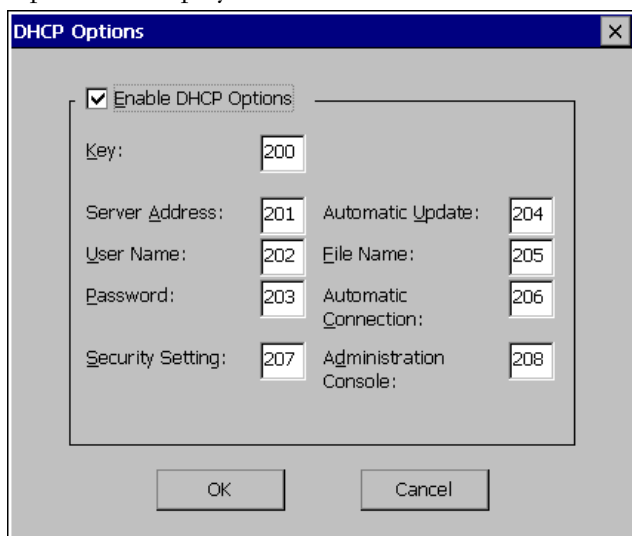 DHCP Options
Enable DHCP Options
Key: 200
Server Address: 201 Automatic Update: 204
User Name: 202 File Name: 205
Password: 203 Automatic Connection: 206
Security Setting: 207 Administration Console: 208
OK Cancel